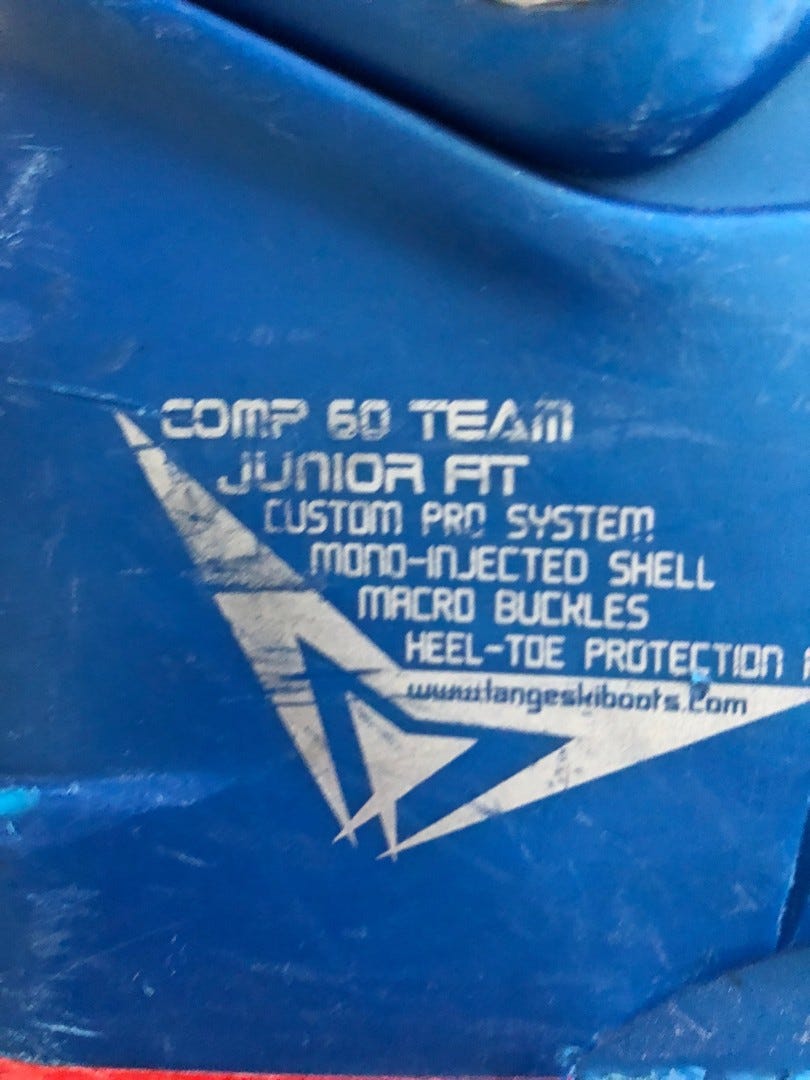 COMP 60 TEAM
JUNIOR FIT
CUSTOM PRO SYSTEM
MONO-INJECTED SHELL
MACRO BUCKLES
HEEL-TOE PROTECTION
www.langeskiboots.com